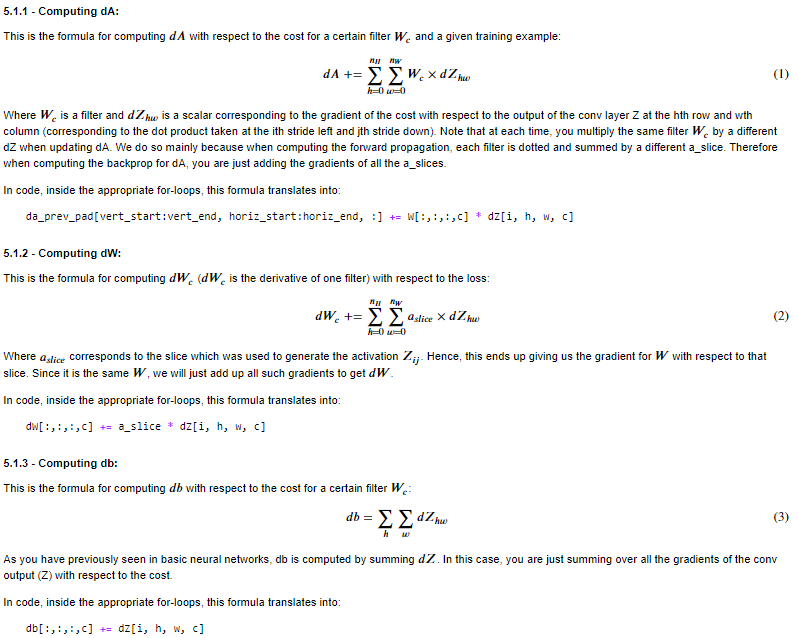 5.1.1 - Computing dA:
This is the formula for computing dA with respect to the cost for a certain filter W_c and a given training example:
dA += ∑_{h=0}^{n_H} ∑_{w=0}^{n_W} W_c × dZ_{hw} (1)
Where W_c is a filter and dZ_{hw} is a scalar corresponding to the gradient of the cost with respect to the output of the conv layer Z at the hth row and wth
column (corresponding to the dot product taken at the ith stride left and jth stride down). Note that at each time, you multiply the same filter W_c by a different
dZ when updating dA. We do so mainly because when computing the forward propagation, each filter is dotted and summed by a different a_slice. Therefore
when computing the backprop for dA, you are just adding the gradients of all the a_slices.
In code, inside the appropriate for-loops, this formula translates into:
da_prev_pad[vert_start:vert_end, horiz_start:horiz_end, :] += W[:,:,:,c] * dZ[i, h, w, c]
5.1.2 - Computing dW:
This is the formula for computing dW_c (dW_c is the derivative of one filter) with respect to the loss:
dW_c += ∑_{h=0}^{n_H} ∑_{w=0}^{n_W} a_{slice} × dZ_{hw} (2)
Where a_{slice} corresponds to the slice which was used to generate the activation Z_{ij}. Hence, this ends up giving us the gradient for W with respect to that
slice. Since it is the same W, we will just add up all such gradients to get dW.
In code, inside the appropriate for-loops, this formula translates into:
dW[:,:,:,c] += a_slice * dZ[i, h, w, c]
5.1.3 - Computing db:
This is the formula for computing db with respect to the cost for a certain filter W_c:
db = ∑_h ∑_w dZ_{hw} (3)
As you have previously seen in basic neural networks, db is computed by summing dZ. In this case, you are just summing over all the gradients of the conv
output (Z) with respect to the cost.
In code, inside the appropriate for-loops, this formula translates into:
db[:,:,:,c] += dZ[i, h, w, c]